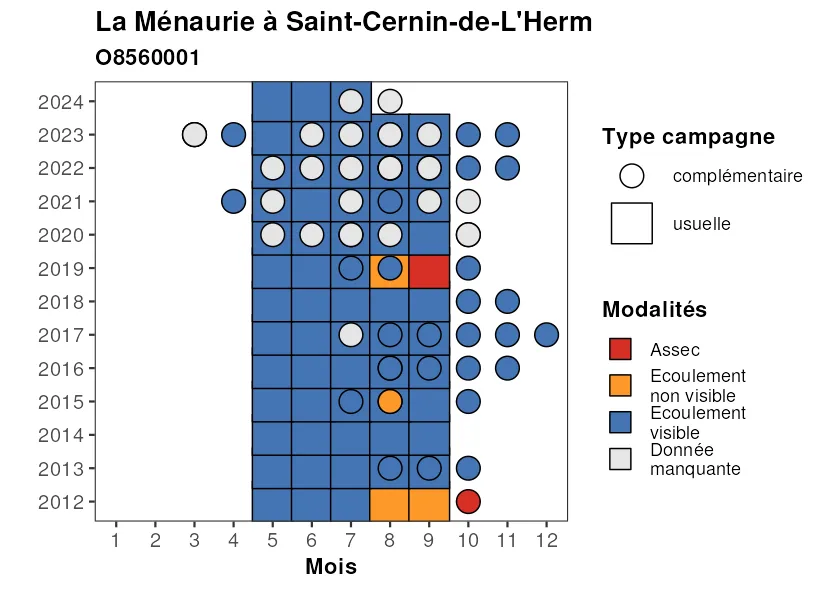 La Ménaurie à Saint-Cernin-de-L'Herm
O8560001
2024
2023
2022
2021
2020
2019
2018
2017
2016
2015
2014
2013
2012
1 2 3 4 5 6 7 8 9 10 11 12
Mois
Type campagne
complémentaire
usuelle
Modalités
Assec
Ecoulement
non visible
Ecoulement
visible
Donnée
manquante